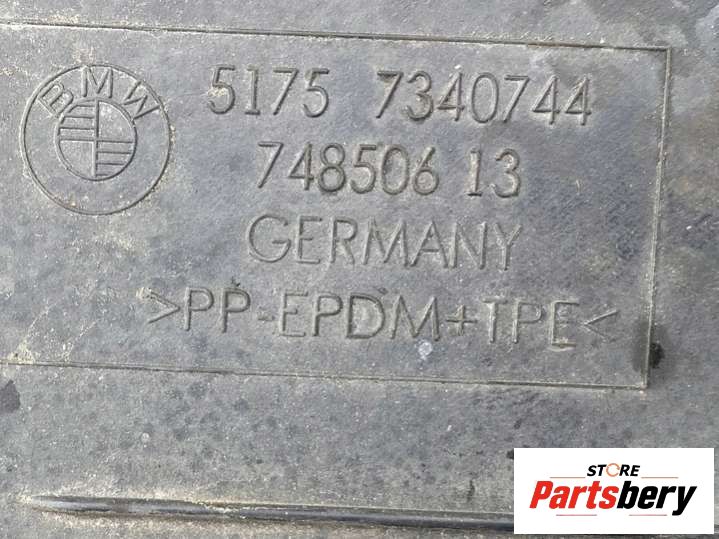 BMW
5175 7340744
748506 13
GERMANY
>PP-EPDM+TPE<
STORE
Partsbery